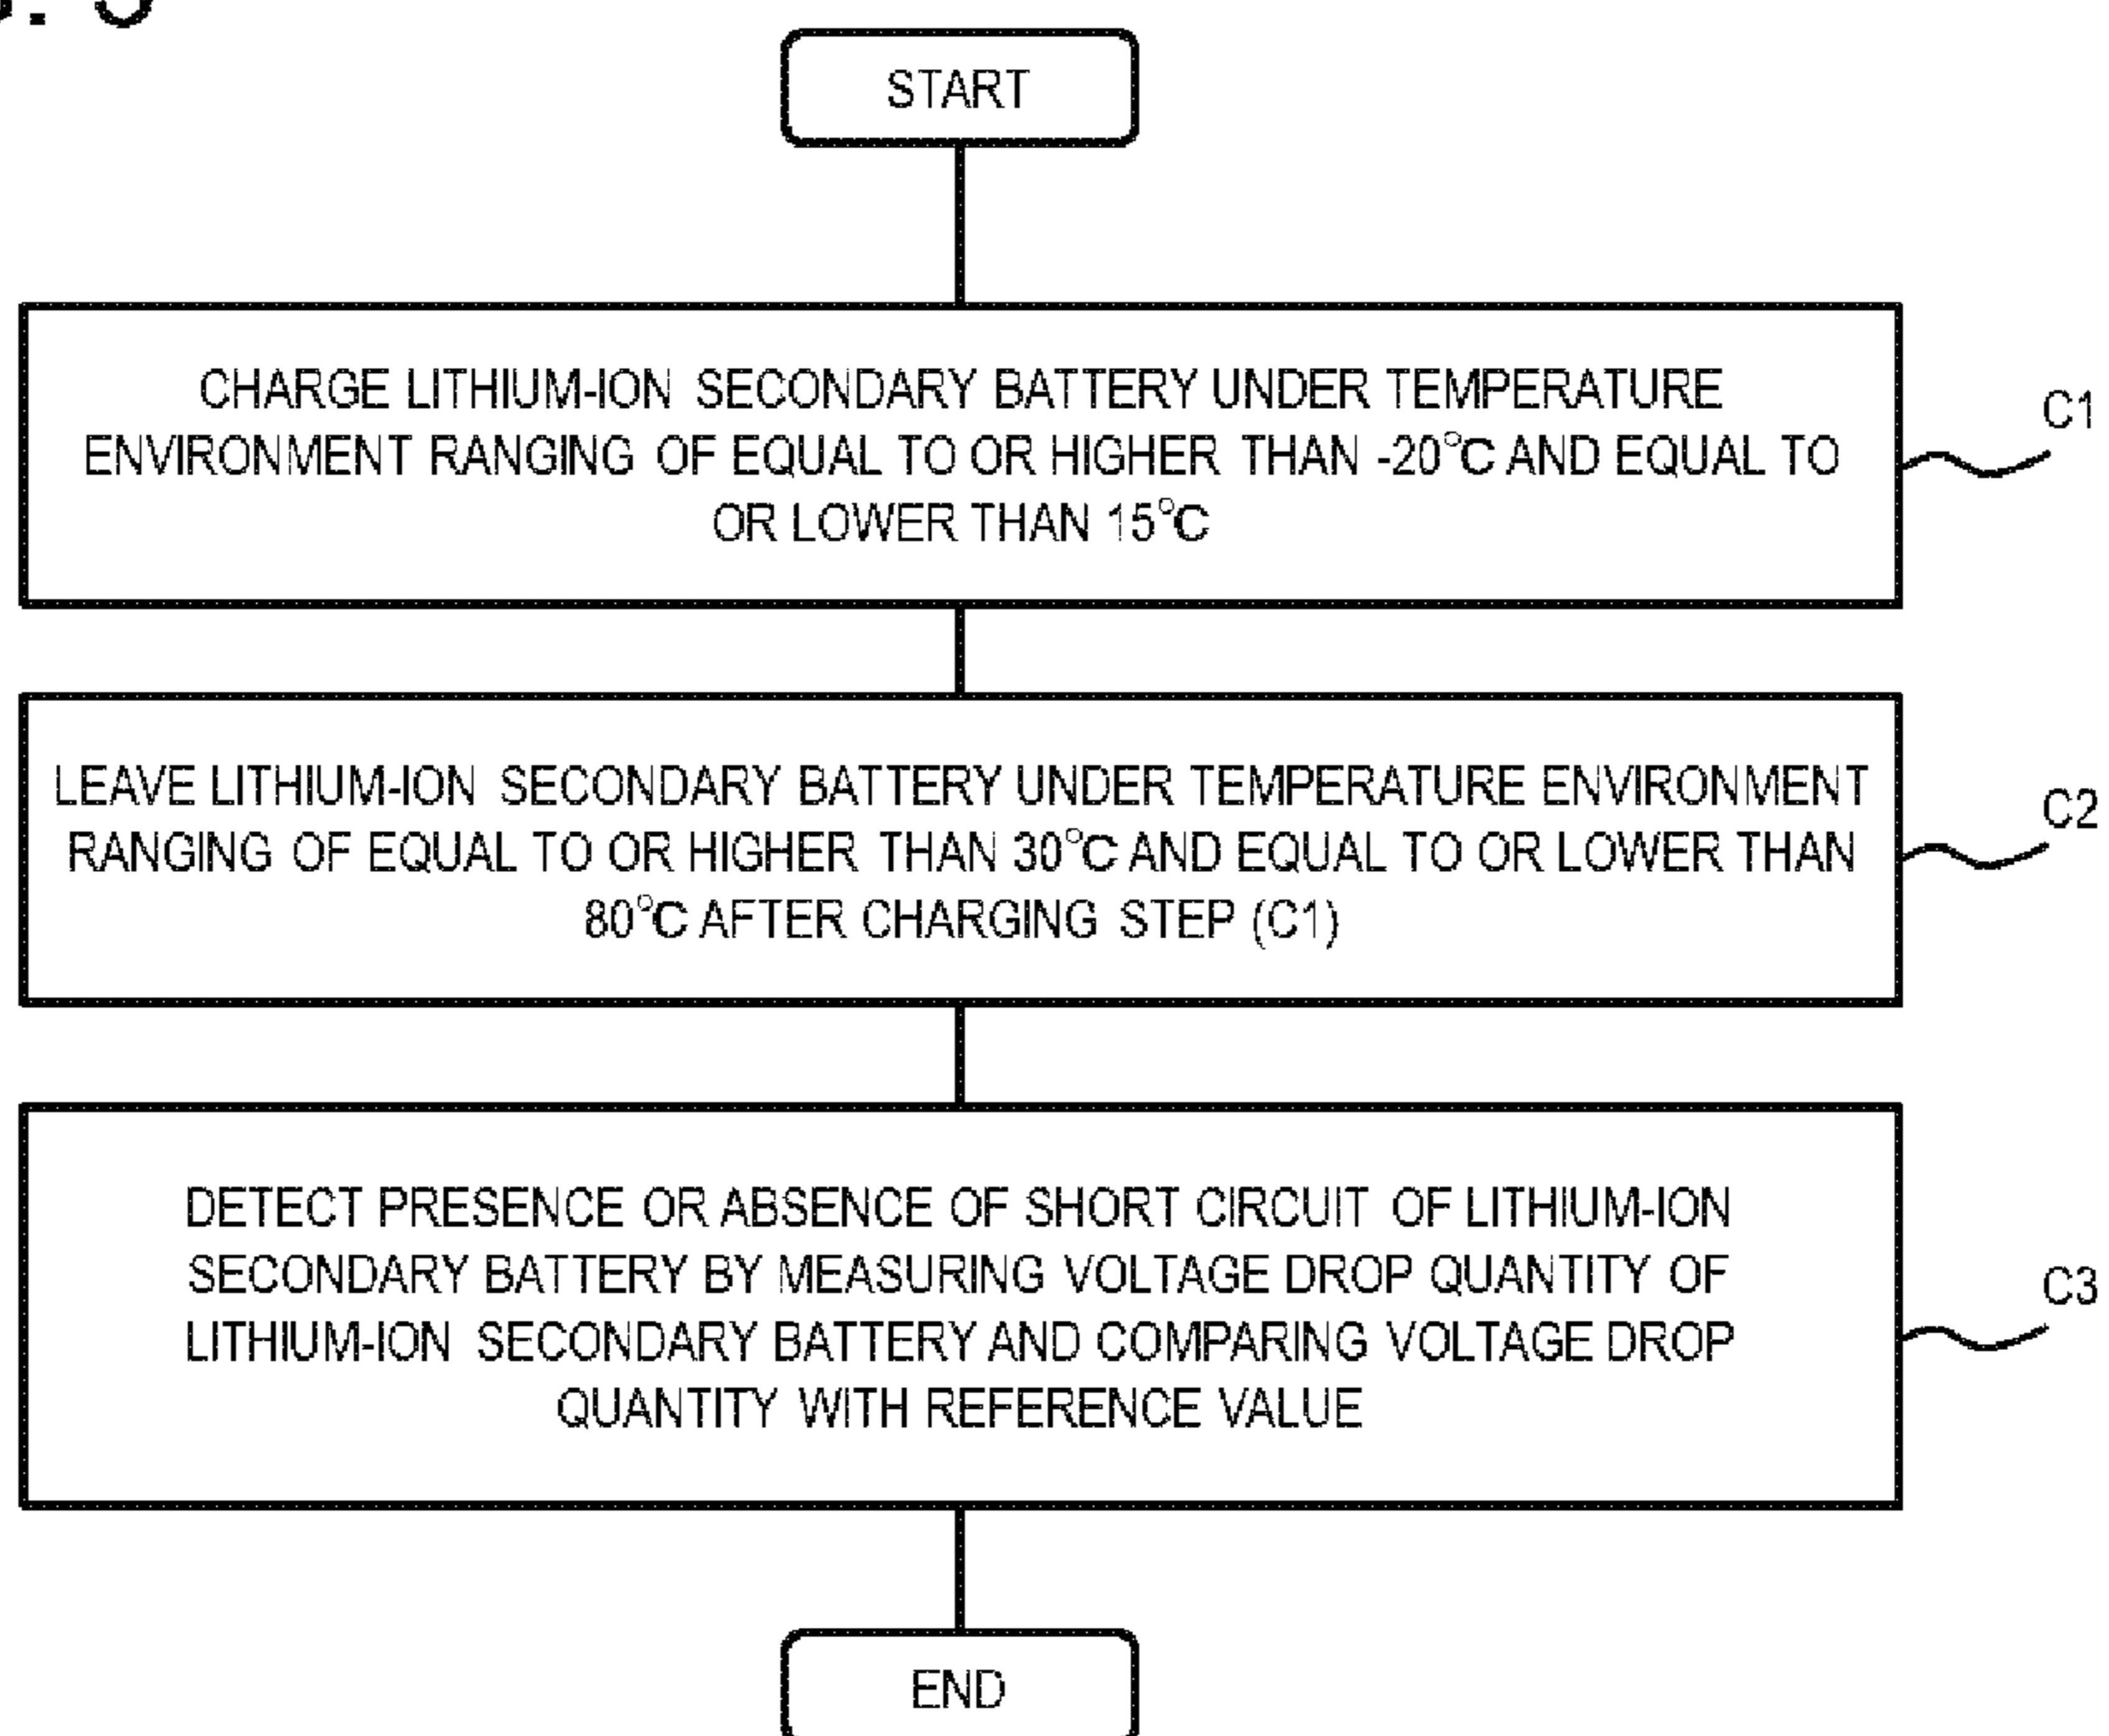 START
CHARGE LITHIUM-ION SECONDARY BATTERY UNDER TEMPERATURE
ENVIRONMENT RANGING OF EQUAL TO OR HIGHER THAN -20°C AND EQUAL TO
OR LOWER THAN 15°C
C1
LEAVE LITHIUM-ION SECONDARY BATTERY UNDER TEMPERATURE ENVIRONMENT
RANGING OF EQUAL TO OR HIGHER THAN 30°C AND EQUAL TO OR LOWER THAN
80°C AFTER CHARGING STEP (C1)
C2
DETECT PRESENCE OR ABSENCE OF SHORT CIRCUIT OF LITHIUM-ION
SECONDARY BATTERY BY MEASURING VOLTAGE DROP QUANTITY OF
LITHIUM-ION SECONDARY BATTERY AND COMPARING VOLTAGE DROP
QUANTITY WITH REFERENCE VALUE
C3
END